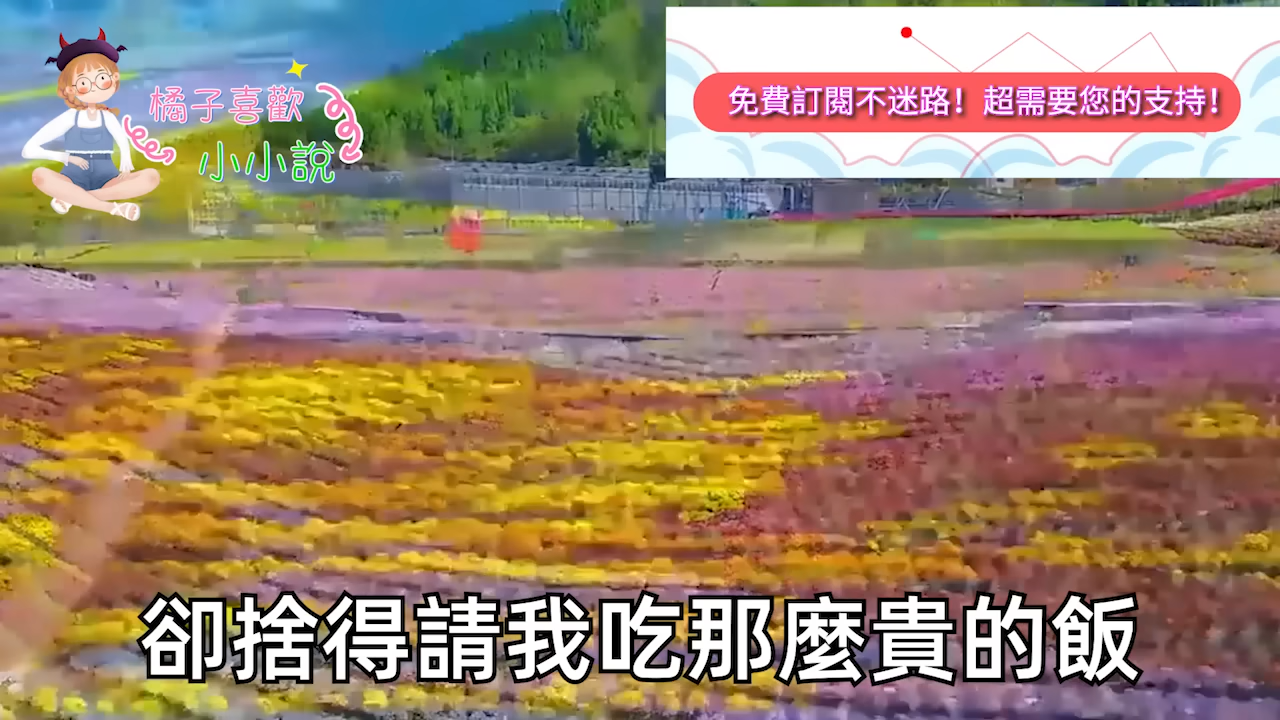 橘子喜歡
小小說
免費訂閱不迷路！超需要您的支持！
卻捨得請我吃那麼貴的飯